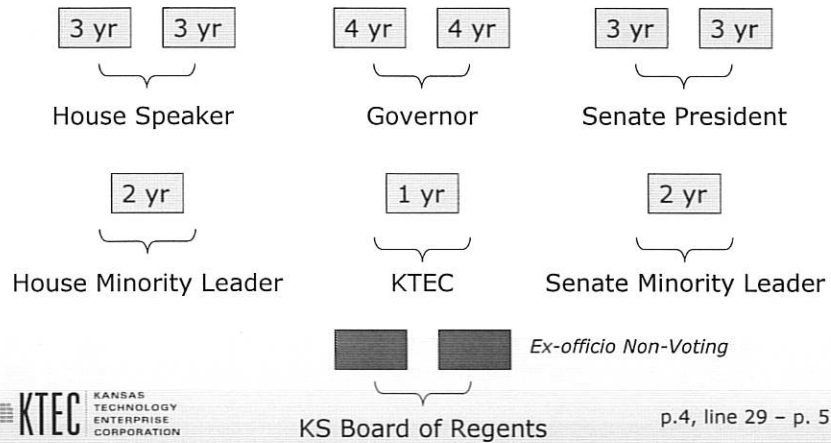 3 yr 3 yr 4 yr 4 yr 3 yr 3 yr
House Speaker Governor Senate President
2 yr 1 yr 2 yr
House Minority Leader KTEC Senate Minority Leader
Ex-officio Non-Voting
KS Board of Regents
KTEC
KANSAS
TECHNOLOGY
ENTERPRISE
CORPORATION
p.4, line 29 – p. 5